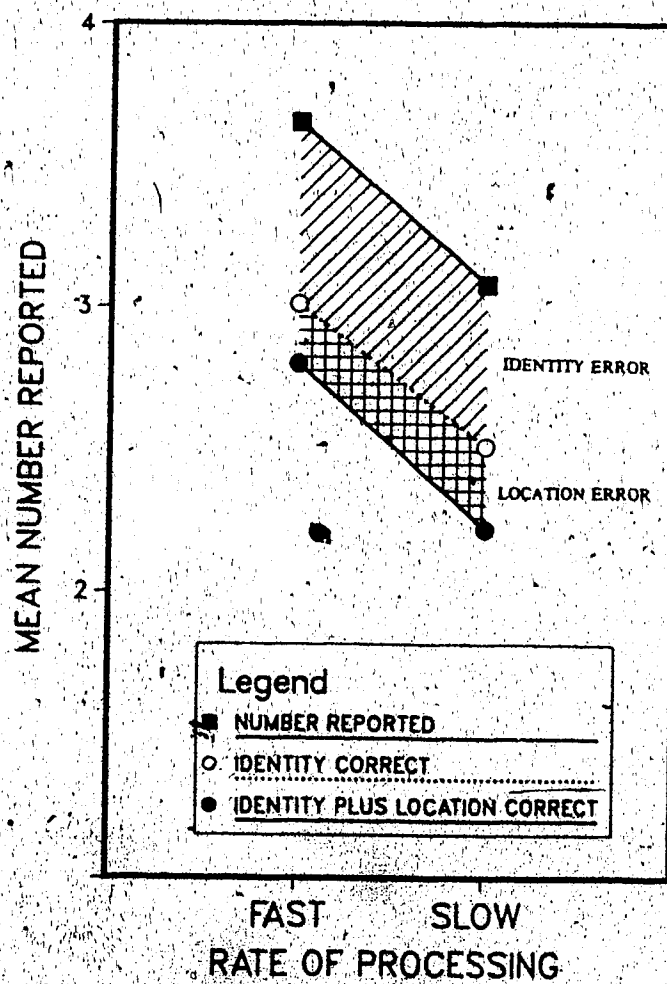 4
MEAN NUMBER REPORTED
3
IDENTITY ERROR
LOCATION ERROR
2
Legend
NUMBER REPORTED
IDENTITY CORRECT
IDENTITY PLUS LOCATION CORRECT
FAST SLOW
RATE OF PROCESSING